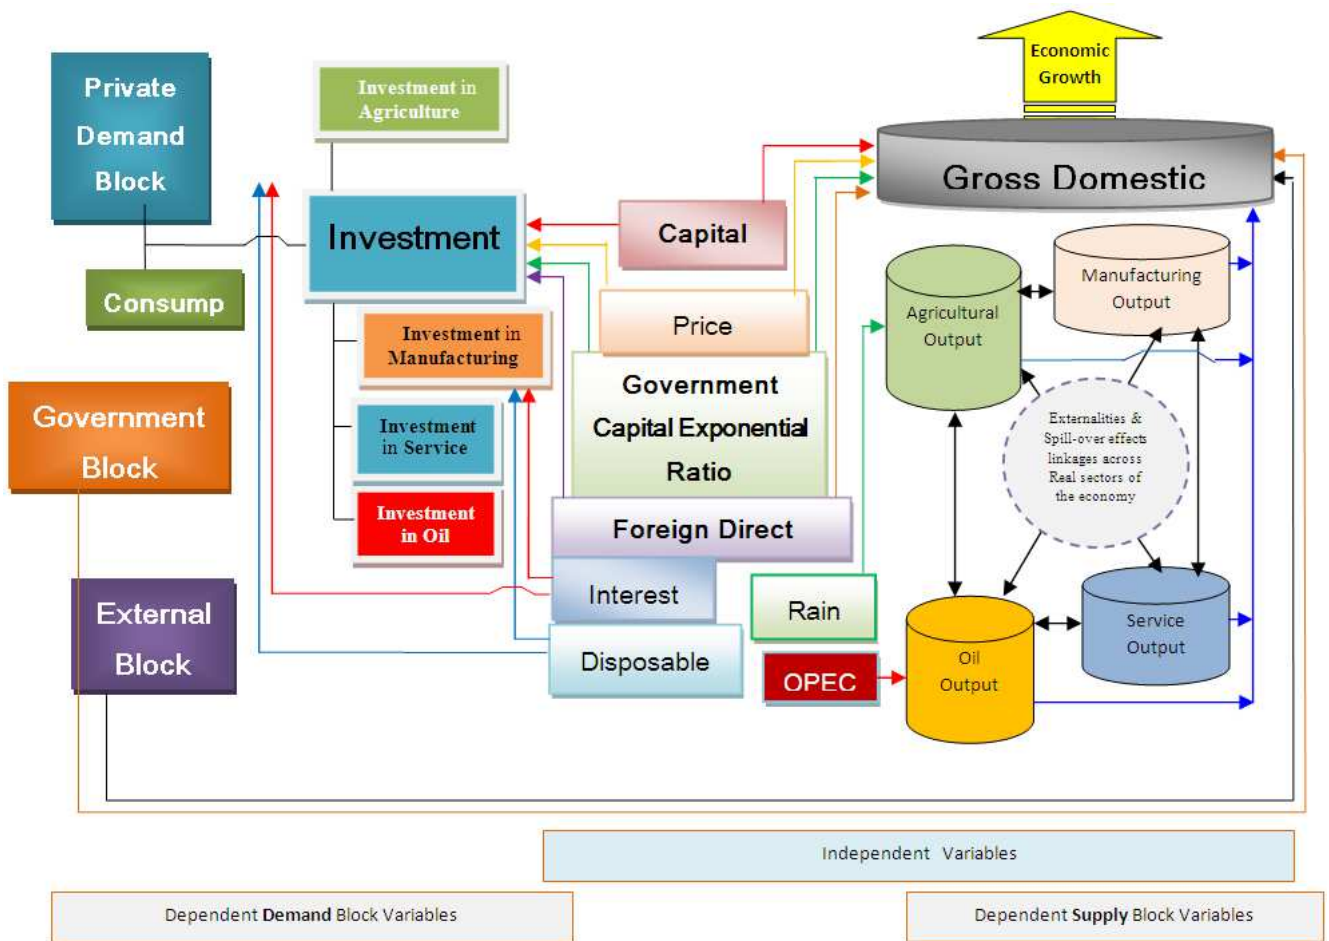 Economic
Growth
Private
Demand
Block
Investment in
Agriculture
Gross Domestic
Investment
Capital
Consump
Manufacturing
Output
Agricultural
Output
Price
Investment in
Manufacturing
Government
Capital Exponential
Ratio
Government
Block
Investment
in Service
Externalities &
Spill-over effects
linkages across
Real sectors of
the economy
Investment
in Oil
Foreign Direct
External
Block
Interest
Rain
Service
Output
Disposable
OPEC
Oil
Output
Independent Variables
Dependent Demand Block Variables
Dependent Supply Block Variables